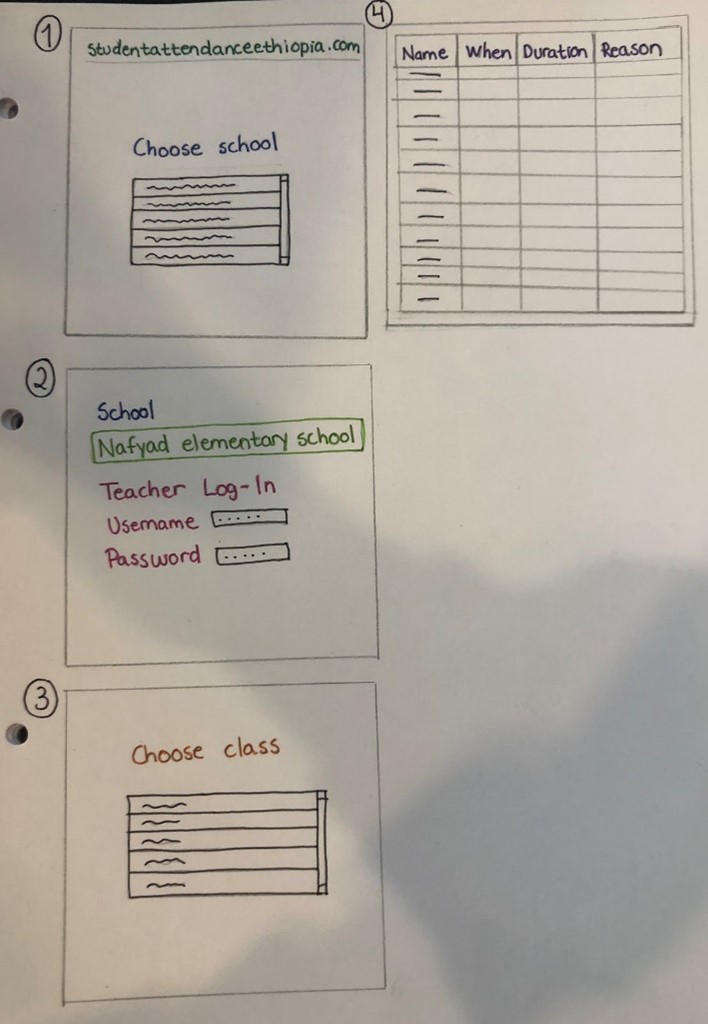 1
studentattendanceethiopia.com
Choose school
2
School
Nafyad elementary school
Teacher Log-In
Username
Password
3
Choose class
4
Name When Duration Reason